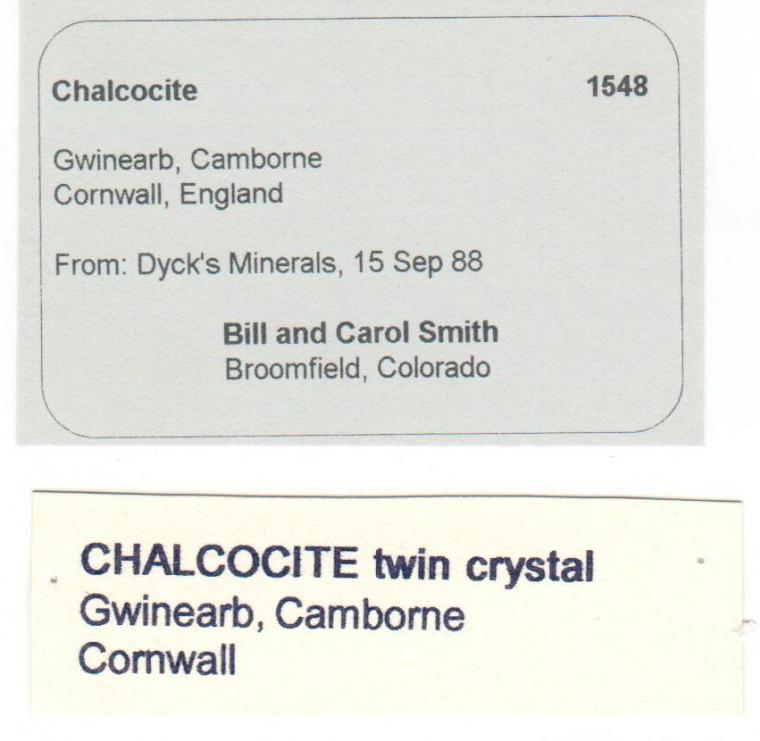 Chalcocite 1548
Gwinearb, Camborne
Cornwall, England
From: Dyck's Minerals, 15 Sep 88
Bill and Carol Smith
Broomfield, Colorado
CHALCOCITE twin crystal
Gwinearb, Camborne
Cornwall